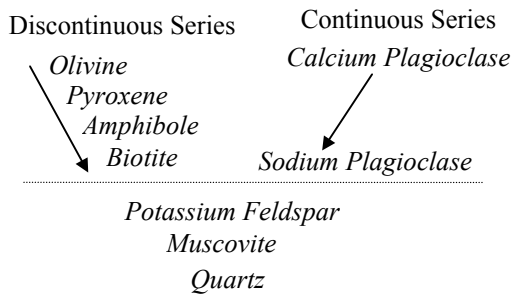 Discontinuous Series
Olivine
Pyroxene
Amphibole
Biotite
Continuous Series
Calcium Plagioclase
Sodium Plagioclase
Potassium Feldspar
Muscovite
Quartz